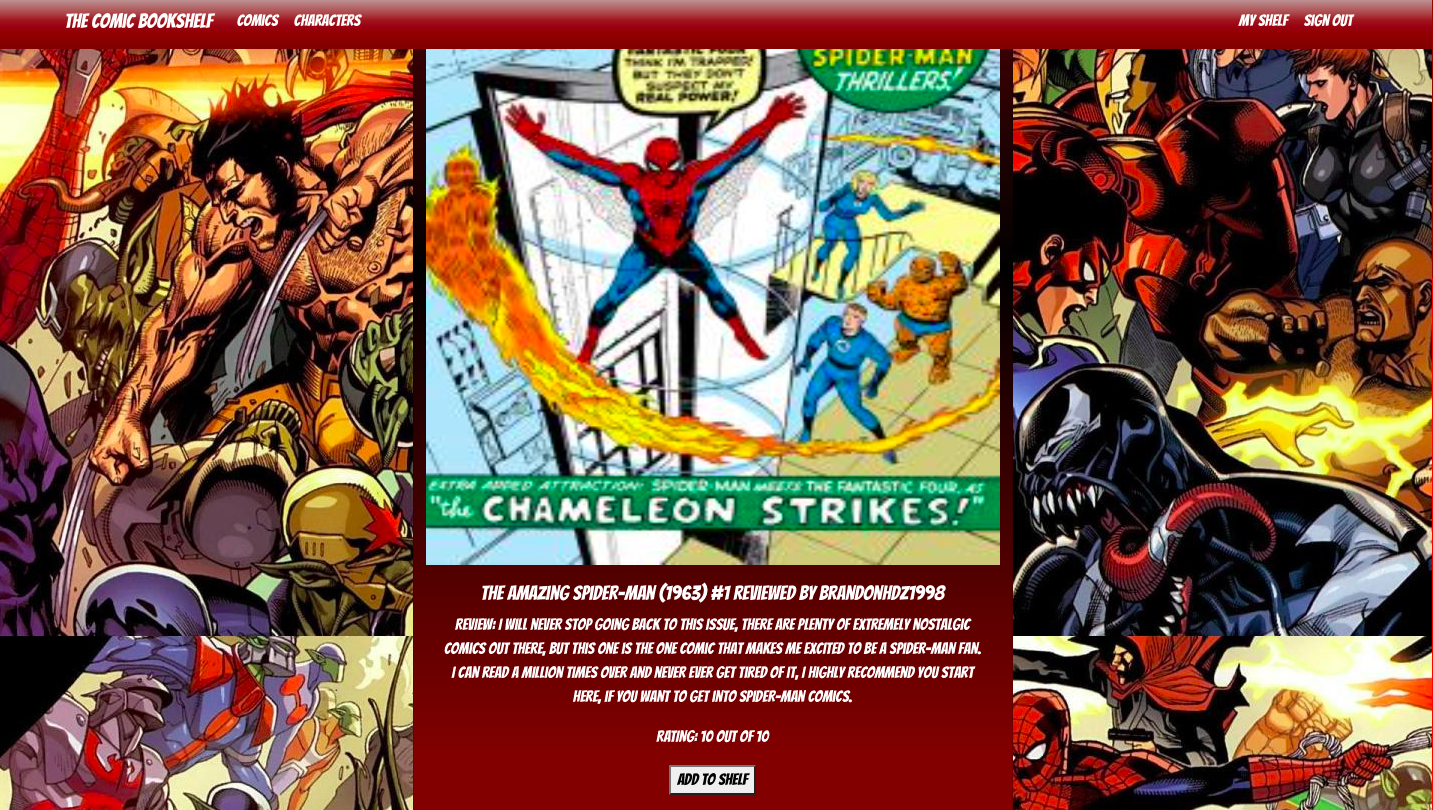 THE COMIC BOOKSHELF COMICS CHARACTERS MY SHELF SIGN OUT
FANTASTIC FOUR
THINK I'M TRAPPED!
BUT THEY DON'T
SUSPECT MY
REAL POWER!
SPIDER-MAN
THRILLERS!
EXTRA ADDED ATTRACTION: SPIDER-MAN MEETS THE FANTASTIC FOUR, AS
"the CHAMELEON STRIKES!"
THE AMAZING SPIDER-MAN (1963) #1 REVIEWED BY BRANDONHDZ1998
REVIEW: I WILL NEVER STOP GOING BACK TO THIS ISSUE, THERE ARE PLENTY OF EXTREMELY NOSTALGIC
COMICS OUT THERE, BUT THIS ONE IS THE ONE COMIC THAT MAKES ME EXCITED TO BE A SPIDER-MAN FAN.
I CAN READ A MILLION TIMES OVER AND NEVER EVER GET TIRED OF IT, I HIGHLY RECOMMEND YOU START
HERE, IF YOU WANT TO GET INTO SPIDER-MAN COMICS.
RATING: 10 OUT OF 10
ADD TO SHELF